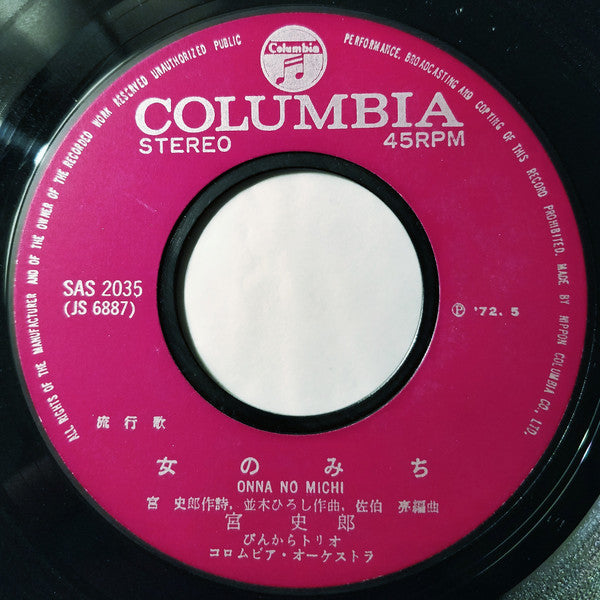 ALL RIGHTS OF THE MANUFACTURER AND OF THE OWNER OF THE RECORDED WORK RESERVED UNAUTHORIZED PUBLIC PERFORMANCE, BROADCASTING AND COPYING OF THIS RECORD PROHIBITED. MADE BY NIPPON COLUMBIA CO., LTD.
Columbia
COLUMBIA
STEREO 45RPM
SAS 2035
(JS 6887)
Ⓟ '72. 5
流行歌
女のみち
ONNA NO MICHI
宮 史郎作詩, 並木ひろし作曲, 佐伯 亮編曲
宮 史郎
ぴんからトリオ
コロムビア・オーケストラ